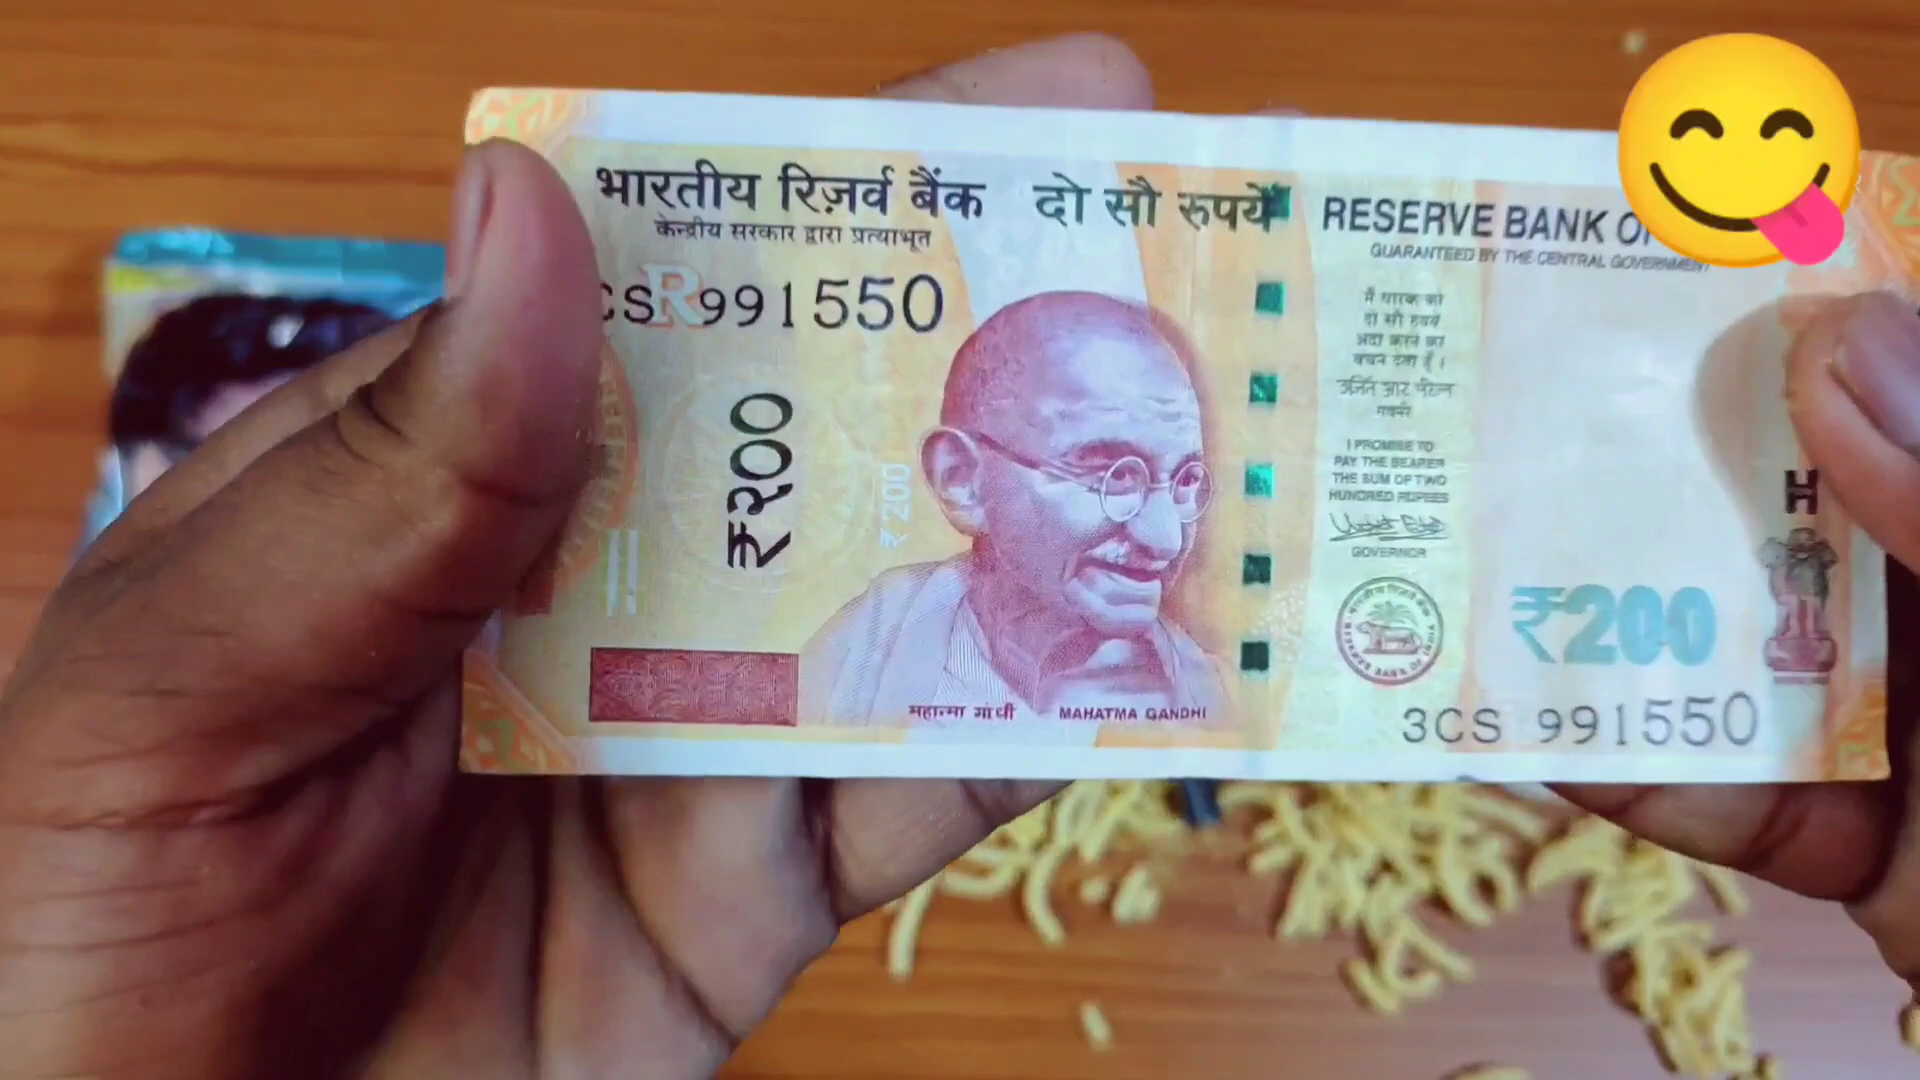 भारतीय रिज़र्व बैंक दो सौ रुपये RESERVE BANK
केन्द्रीय सरकार द्वारा प्रत्याभूत
GUARANTEED BY THE CENTRAL GOVERNMENT
CS R 991550
मैं धारक को
दो सौ रुपये
अदा करने का
वचन देता हूँ ।
गवर्नर
₹२००
₹200
I PROMISE TO
PAY THE BEARER
THE SUM OF TWO
HUNDRED RUPEES
GOVERNOR
₹200
महात्मा गांधी MAHATMA GANDHI
3CS 991550